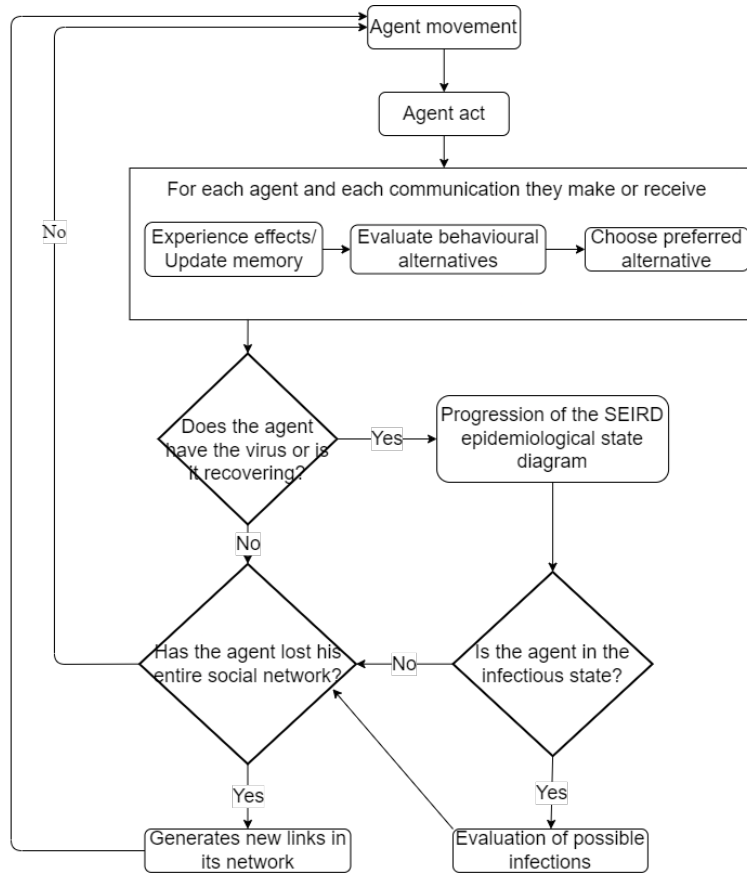 Agent movement
Agent act
For each agent and each communication they make or receive
Experience effects/
Update memory
Evaluate behavioural
alternatives
Choose preferred
alternative
No
Does the agent
have the virus or is
it recovering?
Yes
Progression of the SEIRD
epidemiological state
diagram
No
Has the agent lost his
entire social network?
No
Is the agent in the
infectious state?
Yes
Yes
Generates new links in
its network
Evaluation of possible
infections